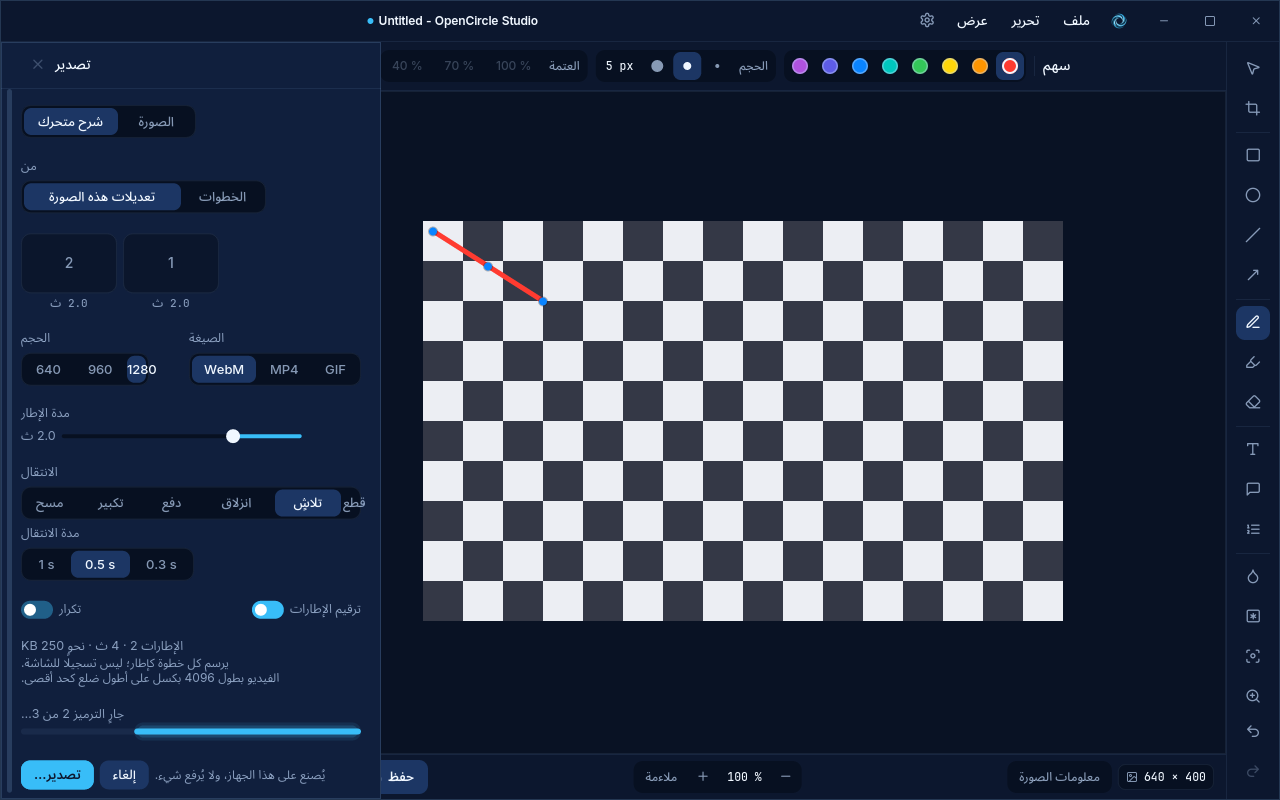 ملف
تحرير
عرض
Untitled - OpenCircle Studio
سهم
الحجم
5 px
العتمة
100 %
70 %
40 %
تصدير
الصورة
شرح متحرك
من
الخطوات
تعديلات هذه الصورة
1
2
2.0 ث
2.0 ث
الصيغة
الحجم
GIF
MP4
WebM
1280
960
640
مدة الإطار
2.0 ث
الانتقال
قطع
تلاشٍ
انزلاق
دفع
تكبير
مسح
مدة الانتقال
0.3 s
0.5 s
1 s
ترقيم الإطارات
تكرار
الإطارات 2 · 4 ث · نحو 250 KB
يرسم كل خطوة كإطار؛ ليس تسجيلًا للشاشة.
الفيديو بطول 4096 بكسل على أطول ضلع كحد أقصى.
جارٍ الترميز 2 من 3...
يُصنع على هذا الجهاز، ولا يُرفع شيء.
إلغاء
تصدير...
640 × 400
معلومات الصورة
100 %
ملاءمة
حفظ